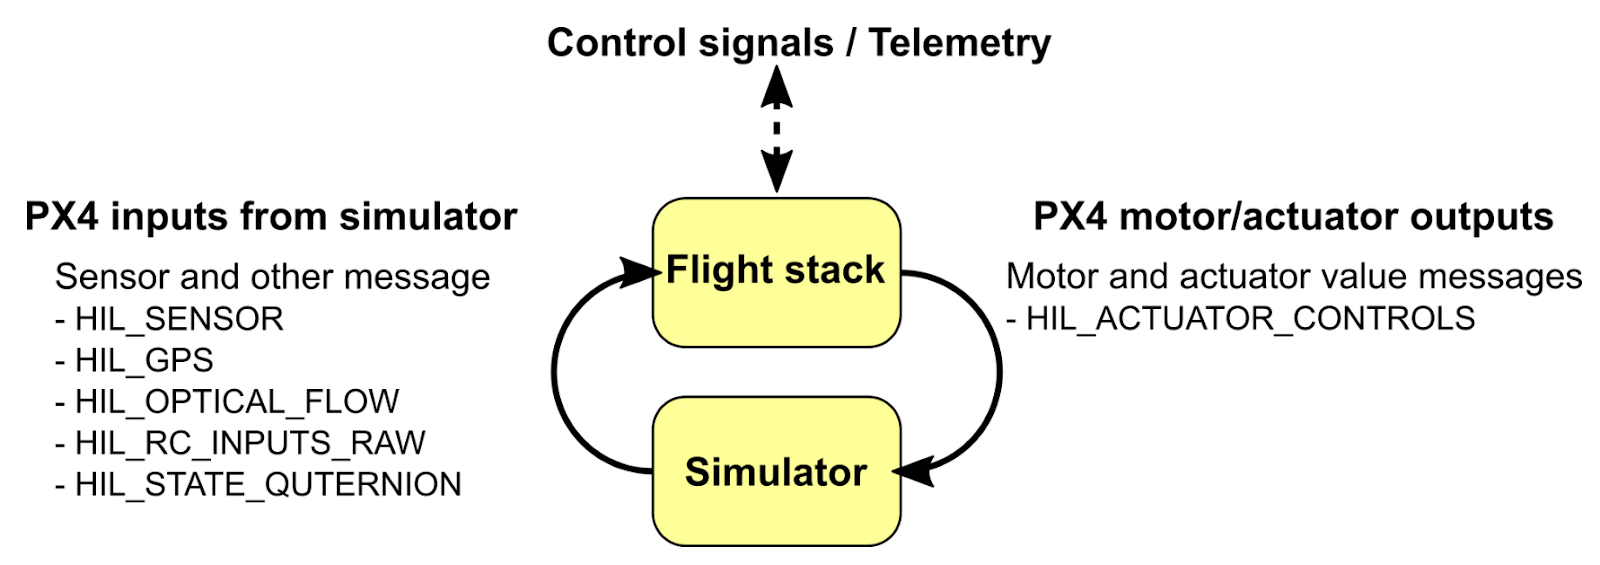 Control signals / Telemetry
PX4 inputs from simulator
Sensor and other message
- HIL_SENSOR
- HIL_GPS
- HIL_OPTICAL_FLOW
- HIL_RC_INPUTS_RAW
- HIL_STATE_QUTERNION
Flight stack
Simulator
PX4 motor/actuator outputs
Motor and actuator value messages
- HIL_ACTUATOR_CONTROLS